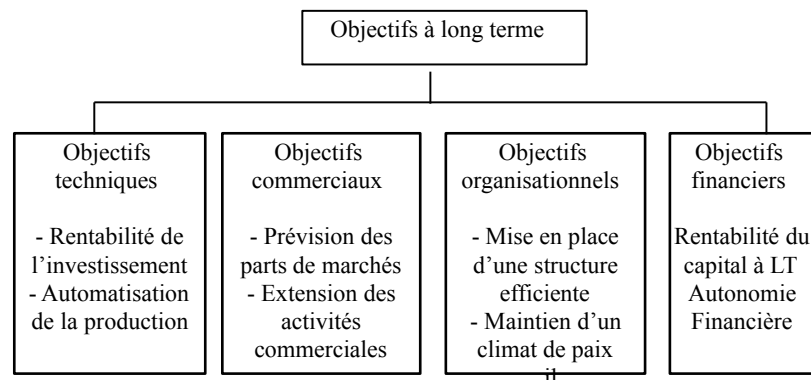 Objectifs à long terme
Objectifs
techniques
- Rentabilité de
l’investissement
- Automatisation
de la production
Objectifs
commerciaux
- Prévision des
parts de marchés
- Extension des
activités
commerciales
Objectifs
organisationnels
- Mise en place
d’une structure
efficiente
- Maintien d’un
climat de paix
Objectifs
financiers
Rentabilité du
capital à LT
Autonomie
Financière